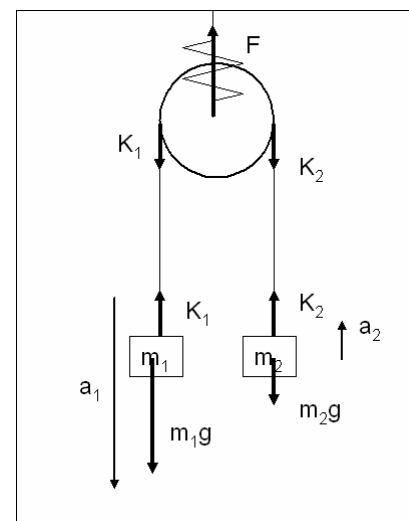 F
K₁
K₂
K₁
K₂
a₂
m₁
m₂
a₁
m₂g
m₁g